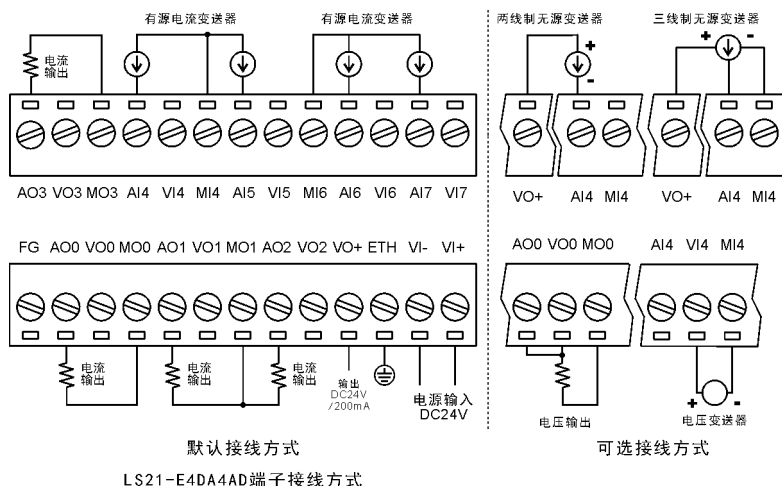 有源电流变送器 有源电流变送器 两线制无源变送器 三线制无源变送器
电流
输出
+ -
+ -
AO3 VO3 MO3 AI4 VI4 MI4 AI5 VI5 MI6 AI6 VI6 AI7 VI7
VO+ AI4 MI4 VO+ AI4 MI4
FG AO0 VO0 MO0 AO1 VO1 MO1 AO2 VO2 VO+ ETH VI- VI+
AO0 VO0 MO0 AI4 VI4 MI4
电流
输出
电流
输出
电流
输出
输出
DC24V
/200mA
电源输入
DC24V
电压输出
+ -
电压变送器
默认接线方式
可选接线方式
LS21-E4DA4AD端子接线方式